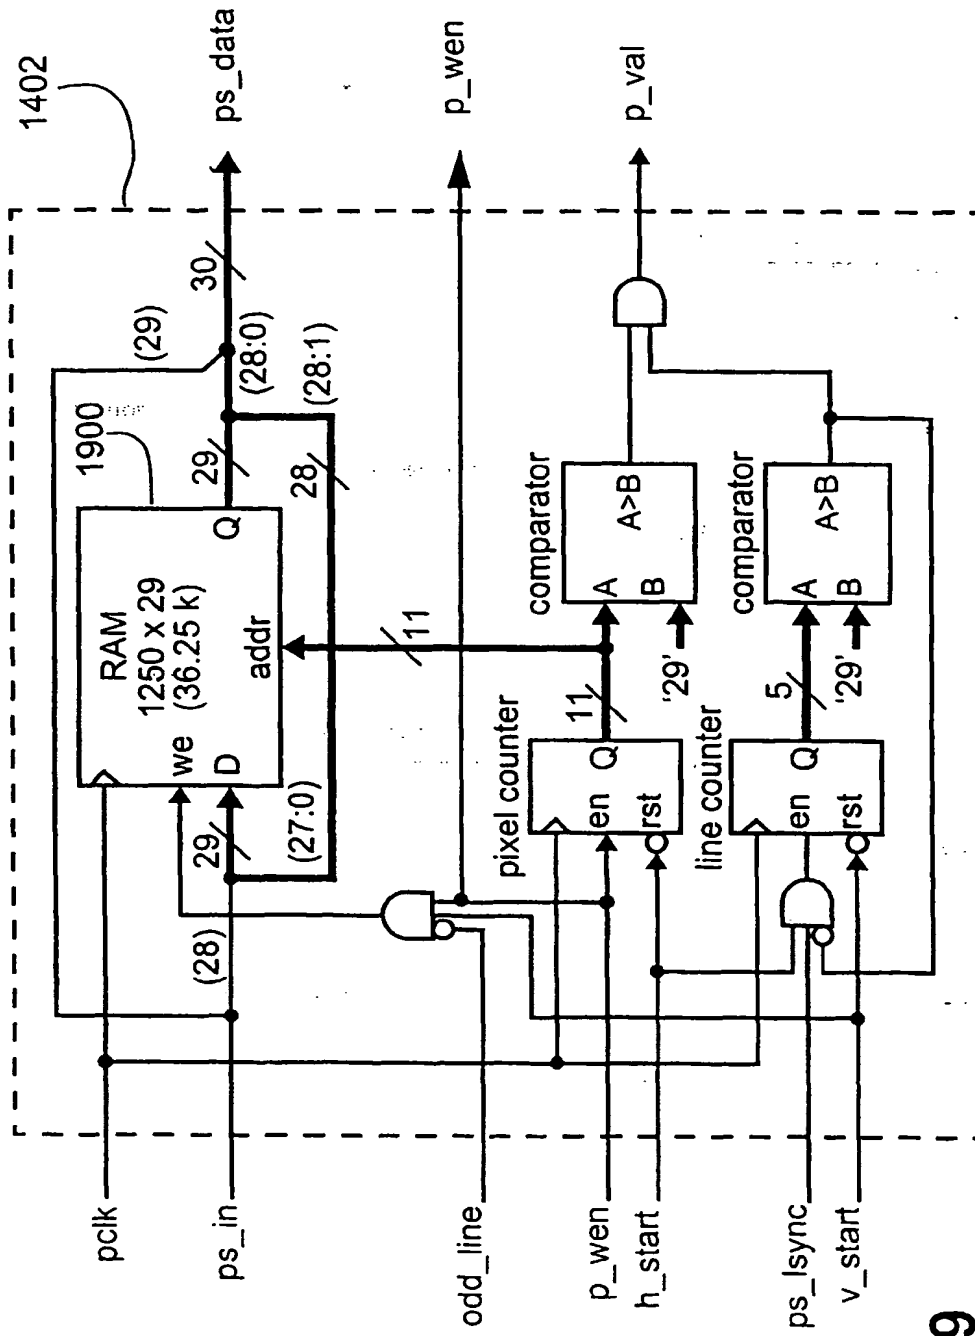 1402
ps_data
p_wen
p_val
30
(29)
(28:0)
(28:1)
1900
29
28
RAM
1250 x 29
(36.25 k)
Q
addr
we
D
29
(27:0)
(28)
11
comparator
A>B
A
B
comparator
A>B
A
B
'29'
'29'
11
5
pixel counter
Q
en
rst
line counter
Q
en
rst
pclk
ps_in
odd_line
p_wen
h_start
ps_lsync
v_start
9